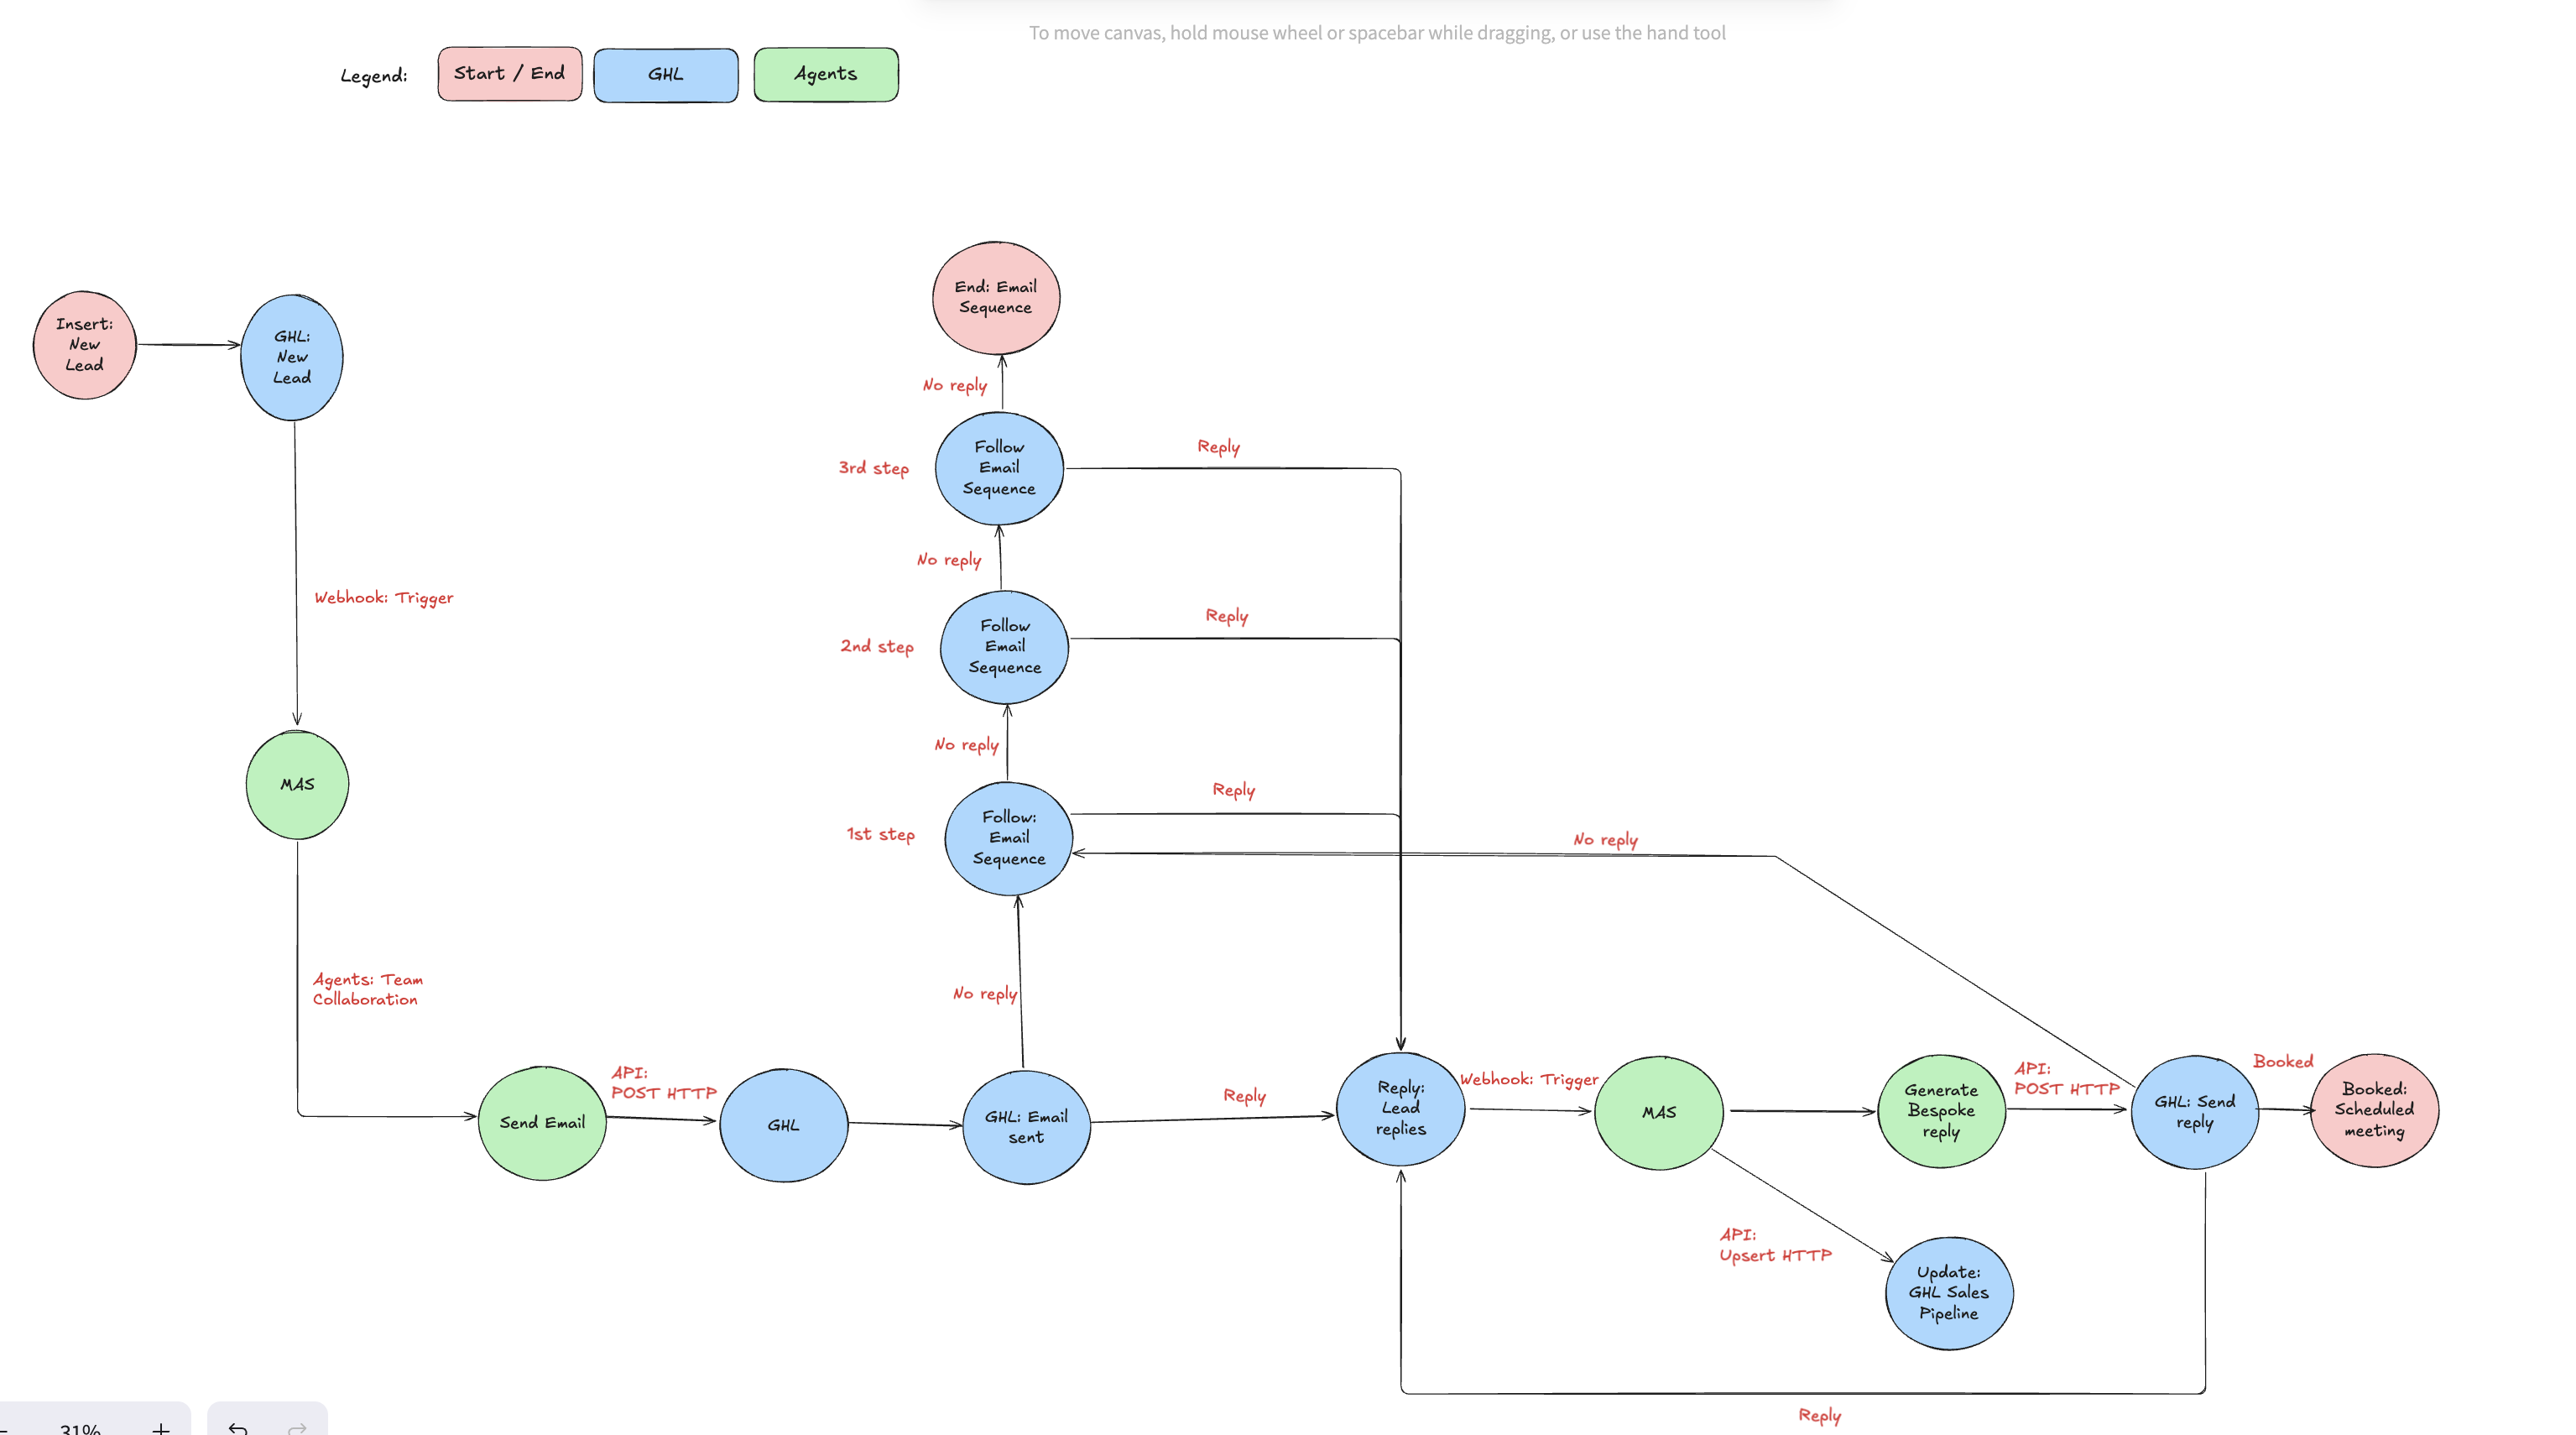 To move canvas, hold mouse wheel or spacebar while dragging, or use the hand tool
Legend:
Start / End
GHL
Agents
Insert:
New
Lead
GHL:
New
Lead
Webhook: Trigger
MAS
Agents: Team
Collaboration
Send Email
API:
POST HTTP
GHL
GHL: Email
sent
End: Email
Sequence
No reply
3rd step
Follow
Email
Sequence
Reply
No reply
2nd step
Follow
Email
Sequence
Reply
No reply
1st step
Follow:
Email
Sequence
Reply
No reply
No reply
Reply
Reply:
Lead
replies
Webhook: Trigger
MAS
Generate
Bespoke
reply
API:
POST HTTP
GHL: Send
reply
Booked
Booked:
Scheduled
meeting
API:
Upsert HTTP
Update:
GHL Sales
Pipeline
Reply
31%